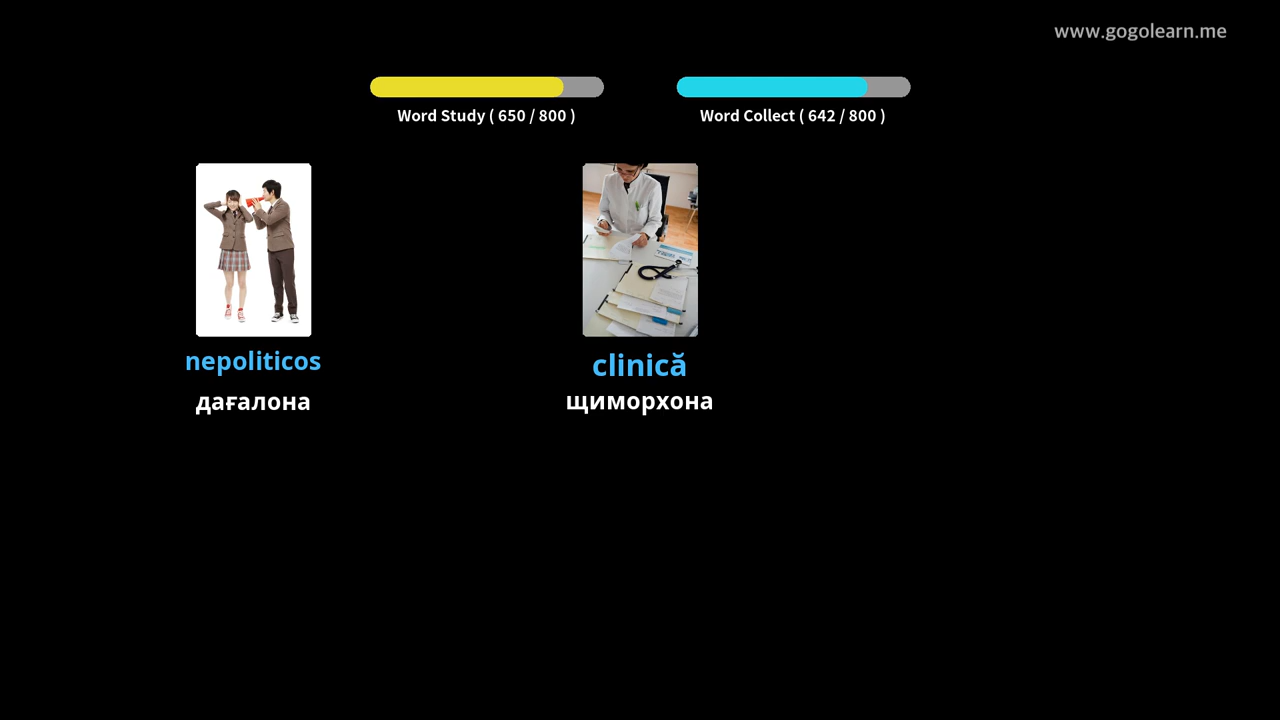 www.gogolearn.me
Word Study ( 650 / 800 )
Word Collect ( 642 / 800 )
nepoliticos
clinică
дағалона
щиморхона